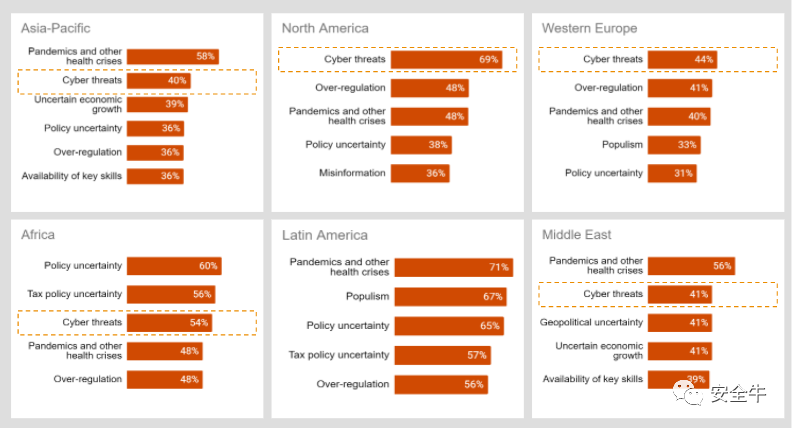 Asia-Pacific
Pandemics and other
health crises
58%
Cyber threats
40%
Uncertain economic
growth
39%
Policy uncertainty
36%
Over-regulation
36%
Availability of key skills
36%
North America
Cyber threats
69%
Over-regulation
48%
Pandemics and other
health crises
48%
Policy uncertainty
38%
Misinformation
36%
Western Europe
Cyber threats
44%
Over-regulation
41%
Pandemics and other
health crises
40%
Populism
33%
Policy uncertainty
31%
Africa
Policy uncertainty
60%
Tax policy uncertainty
56%
Cyber threats
54%
Pandemics and other
health crises
48%
Over-regulation
48%
Latin America
Pandemics and other
health crises
71%
Populism
67%
Policy uncertainty
65%
Tax policy uncertainty
57%
Over-regulation
56%
Middle East
Pandemics and other
health crises
56%
Cyber threats
41%
Geopolitical uncertainty
41%
Uncertain economic
growth
41%
Availability of key skills
39%
安全牛